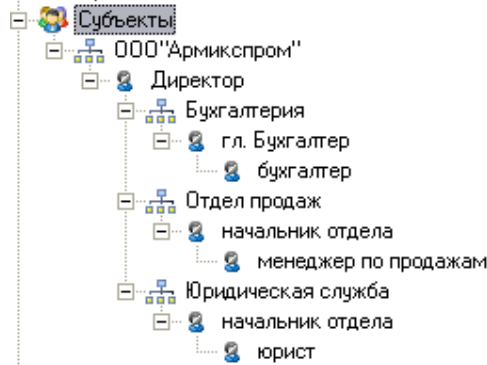 Субъекты
ООО"Армикспром"
Директор
Бухгалтерия
гл. Бухгалтер
бухгалтер
Отдел продаж
начальник отдела
менеджер по продажам
Юридическая служба
начальник отдела
юрист